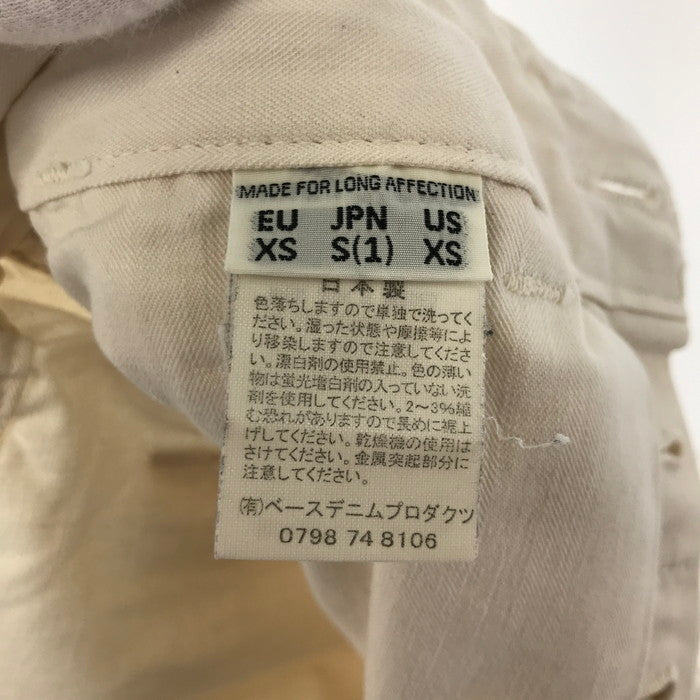 MADE FOR LONG AFFECTION
EU JPN US
XS S(1) XS
日本製
色落ちしますので単独で洗ってく
ださい。湿った状態や摩擦等によ
り移染しますので注意してくださ
い。漂白剤の使用禁止。色の薄い
物は蛍光増白剤の入っていない洗
剤を使用してください。2〜3%縮
む恐れがありますので長めに裾上
げしてください。乾燥機の使用は
さけてください。金属突起部分に
注意してください。
(有)ベースデニムプロダクツ
0798 74 8106